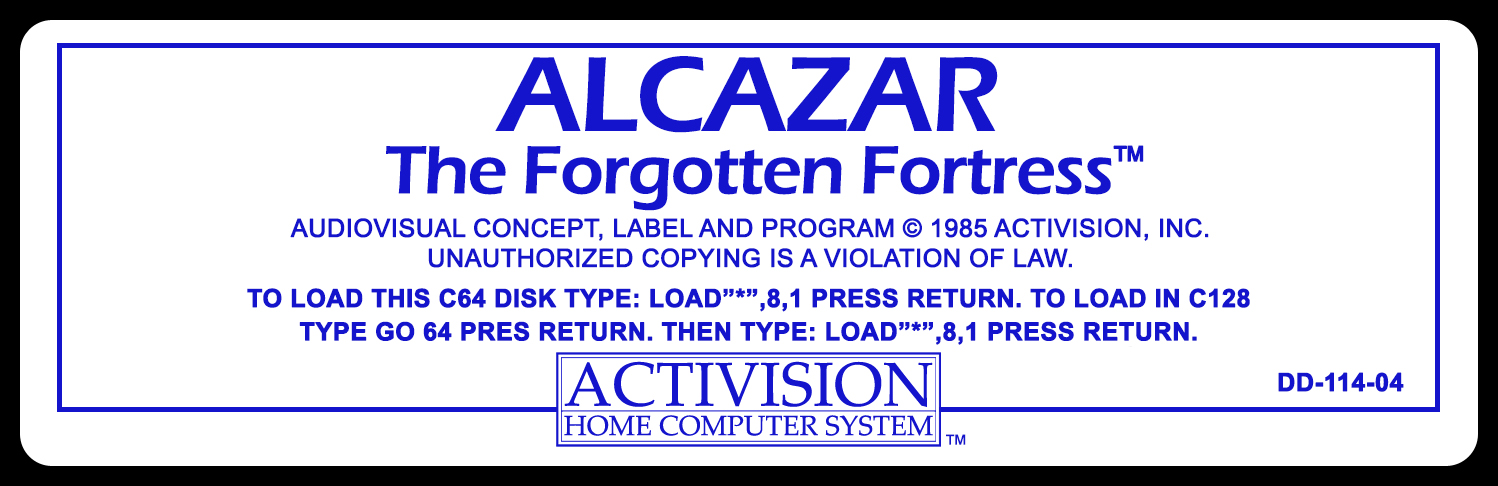 ALCAZAR
The Forgotten Fortress™
AUDIOVISUAL CONCEPT, LABEL AND PROGRAM © 1985 ACTIVISION, INC.
UNAUTHORIZED COPYING IS A VIOLATION OF LAW.
TO LOAD THIS C64 DISK TYPE: LOAD”*”,8,1 PRESS RETURN. TO LOAD IN C128
TYPE GO 64 PRES RETURN. THEN TYPE: LOAD”*”,8,1 PRESS RETURN.
DD-114-04
ACTIVISION
HOME COMPUTER SYSTEM ™